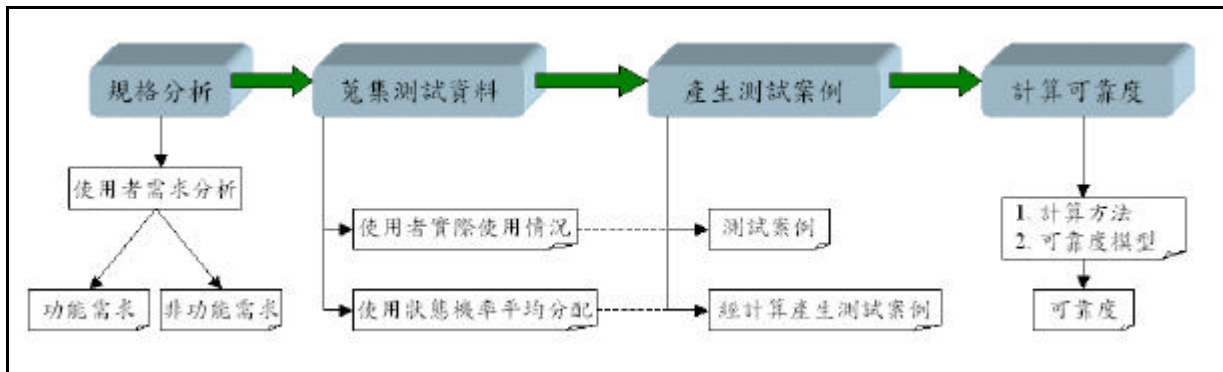 規格分析
蒐集測試資料
產生測試案例
計算可靠度
使用者需求分析
功能需求
非功能需求
使用者實際使用情況
使用狀態機率平均分配
測試案例
經計算產生測試案例
1. 計算方法
2. 可靠度模型
可靠度